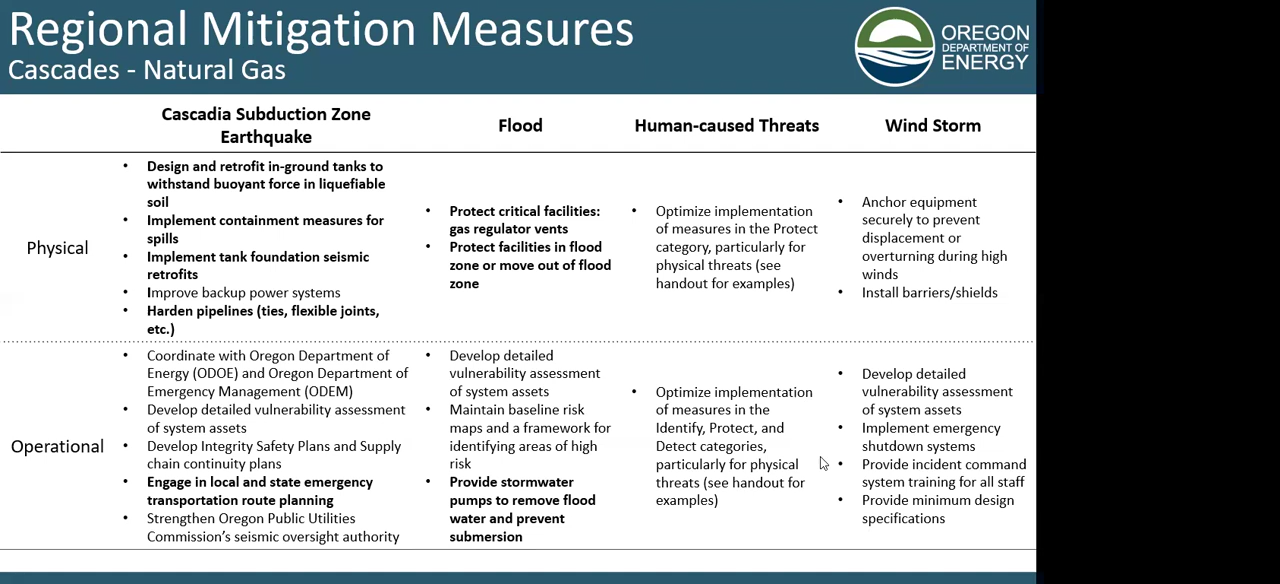 Regional Mitigation Measures
Cascades - Natural Gas
OREGON
DEPARTMENT OF
ENERGY
Cascadia Subduction Zone
Earthquake
Flood
Human-caused Threats
Wind Storm
Physical
• Design and retrofit in-ground tanks to
withstand buoyant force in liquefiable
soil
• Implement containment measures for
spills
• Implement tank foundation seismic
retrofits
• Improve backup power systems
• Harden pipelines (ties, flexible joints,
etc.)
• Protect critical facilities:
gas regulator vents
• Protect facilities in flood
zone or move out of flood
zone
• Optimize implementation
of measures in the Protect
category, particularly for
physical threats (see
handout for examples)
• Anchor equipment
securely to prevent
displacement or
overturning during high
winds
• Install barriers/shields
Operational
• Coordinate with Oregon Department of
Energy (ODOE) and Oregon Department of
Emergency Management (ODEM)
• Develop detailed vulnerability assessment
of system assets
• Develop Integrity Safety Plans and Supply
chain continuity plans
• Engage in local and state emergency
transportation route planning
• Strengthen Oregon Public Utilities
Commission's seismic oversight authority
• Develop detailed
vulnerability assessment
of system assets
• Maintain baseline risk
maps and a framework for
identifying areas of high
risk
• Provide stormwater
pumps to remove flood
water and prevent
submersion
• Optimize implementation
of measures in the
Identify, Protect, and
Detect categories,
particularly for physical
threats (see handout for
examples)
• Develop detailed
vulnerability assessment
of system assets
• Implement emergency
shutdown systems
• Provide incident command
system training for all staff
• Provide minimum design
specifications